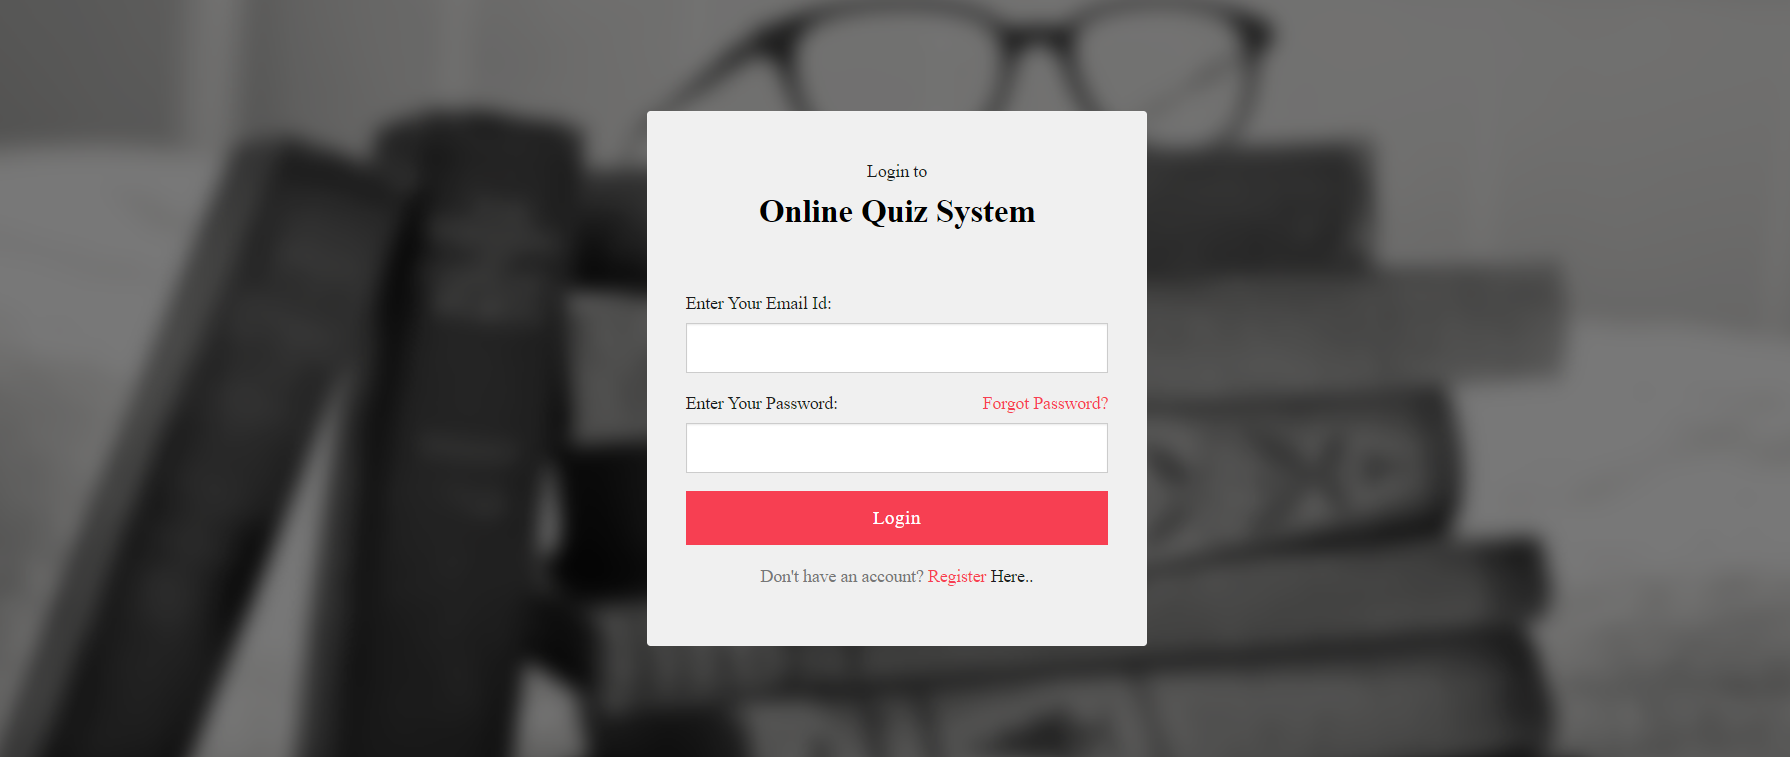 Login to
Online Quiz System
Enter Your Email Id:
Enter Your Password: Forgot Password?
Login
Don't have an account? Register Here..